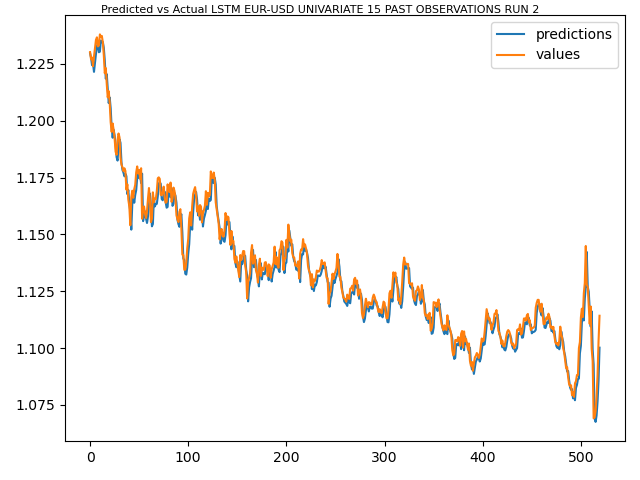 Predicted vs Actual LSTM EUR-USD UNIVARIATE 15 PAST OBSERVATIONS RUN 2
predictions
values
1.225
1.200
1.175
1.150
1.125
1.100
1.075
0 100 200 300 400 500